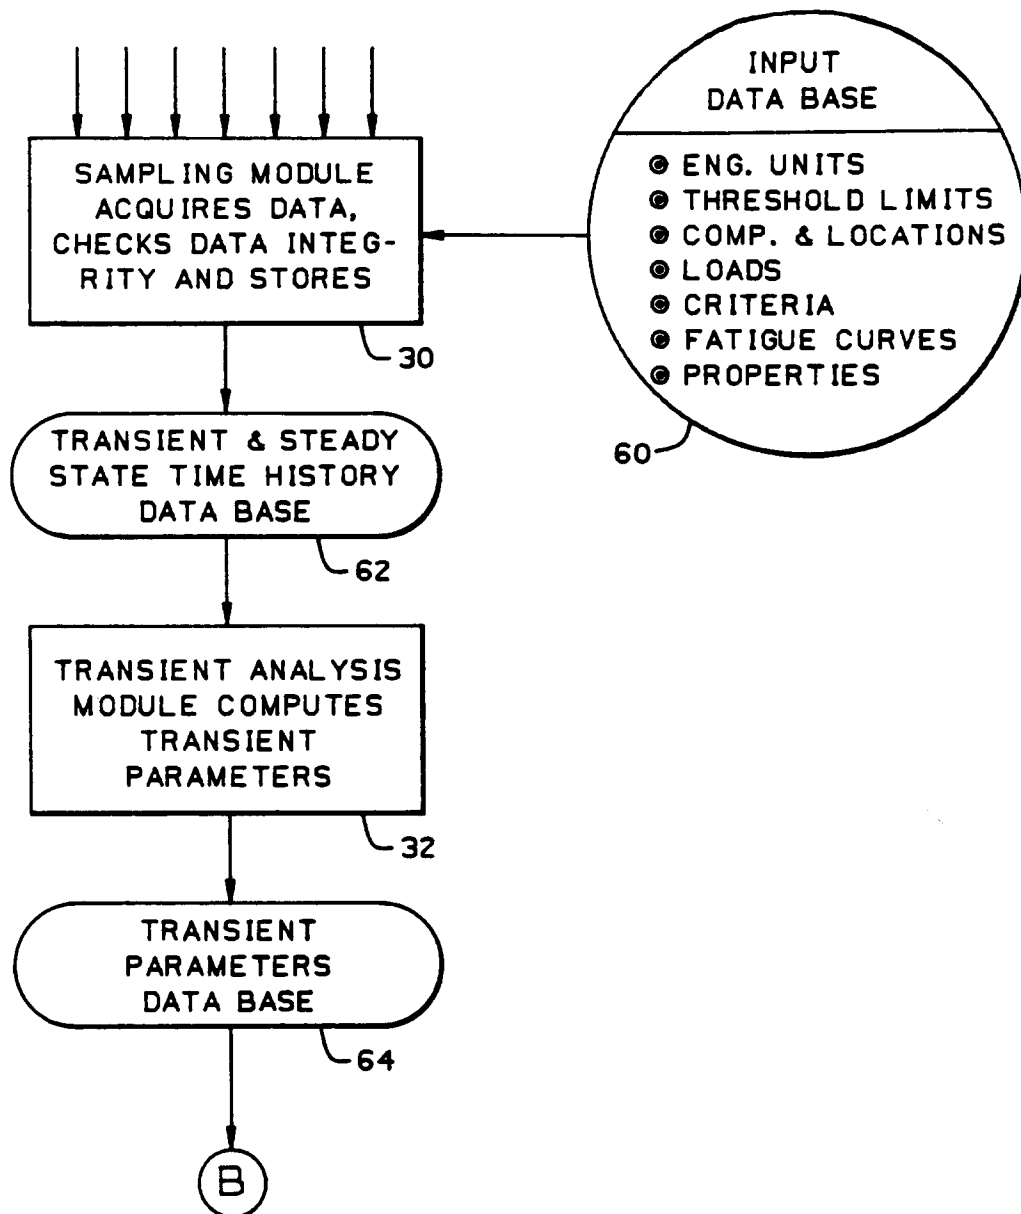 SAMPLING MODULE
ACQUIRES DATA,
CHECKS DATA INTEG-
RITY AND STORES
30
INPUT
DATA BASE
ENG. UNITS
THRESHOLD LIMITS
COMP. & LOCATIONS
LOADS
CRITERIA
FATIGUE CURVES
PROPERTIES
60
TRANSIENT & STEADY
STATE TIME HISTORY
DATA BASE
62
TRANSIENT ANALYSIS
MODULE COMPUTES
TRANSIENT
PARAMETERS
32
TRANSIENT
PARAMETERS
DATA BASE
64
B